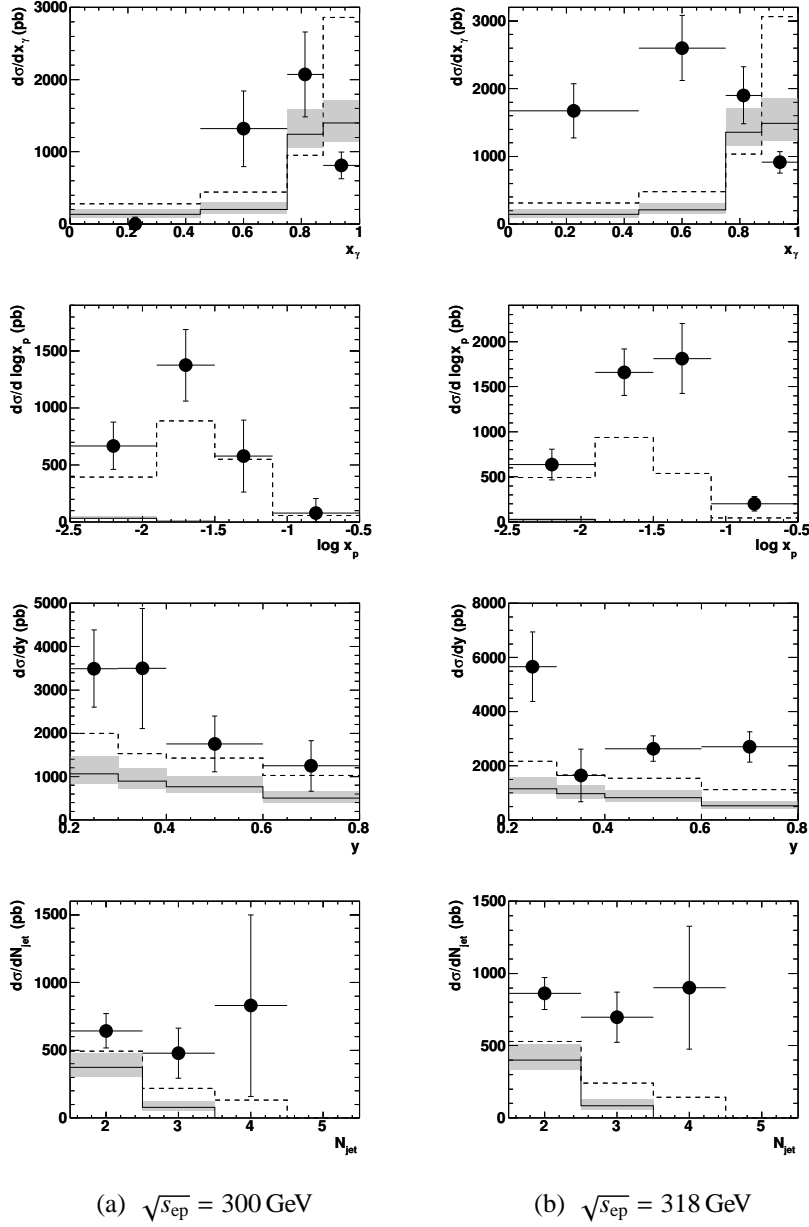 dσ/dx_γ (pb)
3000
2000
1000
0
0 0.2 0.4 0.6 0.8 1
x_γ
dσ/dx_γ (pb)
3000
2000
1000
0
0 0.2 0.4 0.6 0.8 1
x_γ
dσ/d logx_p (pb)
1500
1000
500
0
-2.5 -2 -1.5 -1 -0.5
log x_p
dσ/d logx_p (pb)
2000
1500
1000
500
0
-2.5 -2 -1.5 -1 -0.5
log x_p
dσ/dy (pb)
5000
4000
3000
2000
1000
0
0.2 0.4 0.6 0.8
y
dσ/dy (pb)
8000
6000
4000
2000
0
0.2 0.4 0.6 0.8
y
dσ/dN_jet (pb)
1500
1000
500
0
2 3 4 5
N_jet
dσ/dN_jet (pb)
1500
1000
500
0
2 3 4 5
N_jet
(a) √s_ep = 300 GeV
(b) √s_ep = 318 GeV